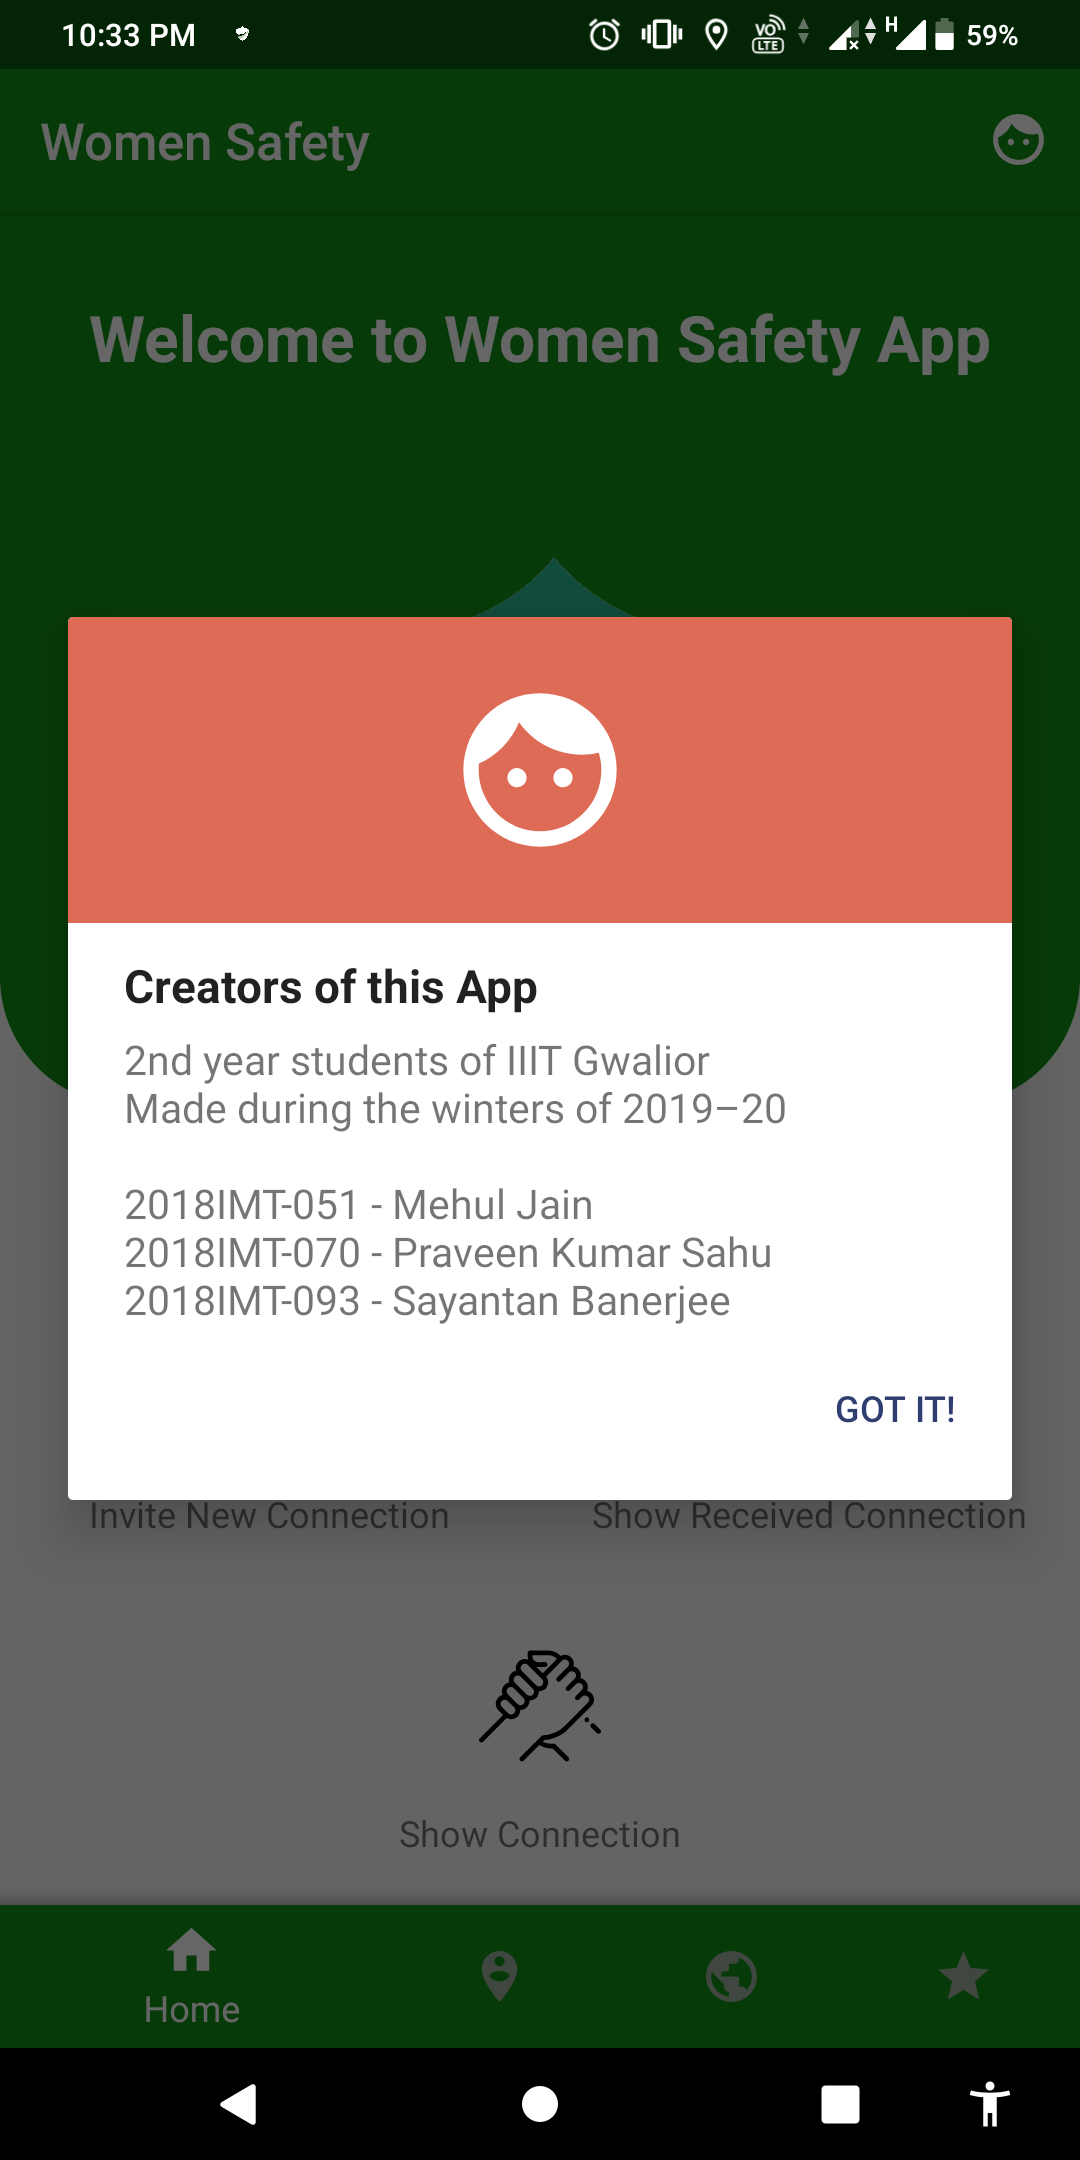 10:33 PM
VO LTE
H
59%
Women Safety
Welcome to Women Safety App
Creators of this App
2nd year students of IIIT Gwalior
Made during the winters of 2019–20
2018IMT-051 - Mehul Jain
2018IMT-070 - Praveen Kumar Sahu
2018IMT-093 - Sayantan Banerjee
GOT IT!
Invite New Connection
Show Received Connection
Show Connection
Home